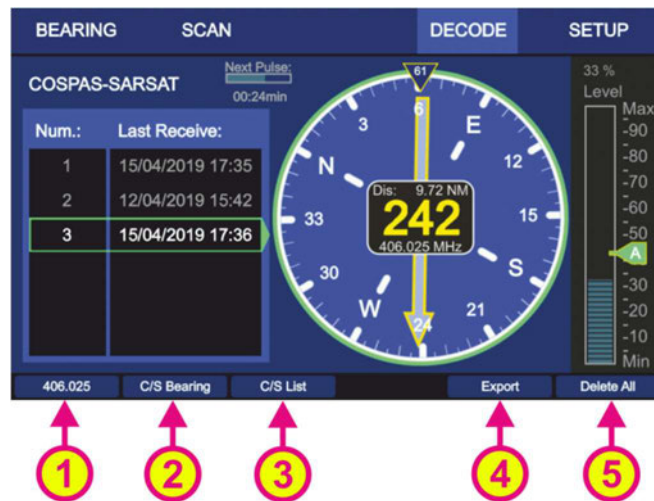 BEARING SCAN DECODE SETUP
COSPAS-SARSAT
Next Pulse:
00:24min
Num.: Last Receive:
1 15/04/2019 17:35
2 12/04/2019 15:42
3 15/04/2019 17:36
61
6
3
E
N
12
33
15
30
S
W
21
24
Dis: 9.72 NM
242
406.025 MHz
33 %
Level
Max
-90
-80
-70
-60
-50
A
-30
-20
-10
Min
406.025 C/S Bearing C/S List Export Delete All
1 2 3 4 5